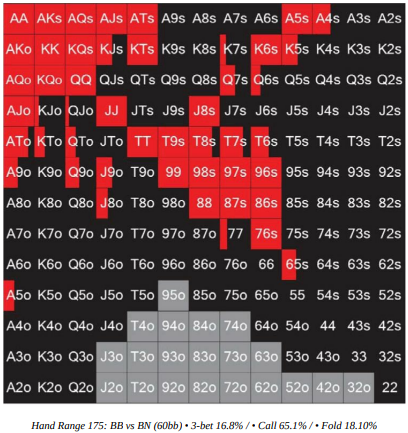 AA AKs AQs AJs ATs A9s A8s A7s A6s A5s A4s A3s A2s
AKo KK KQs KJs KTs K9s K8s K7s K6s K5s K4s K3s K2s
AQo KQo QQ QJs QTs Q9s Q8s Q7s Q6s Q5s Q4s Q3s Q2s
AJo KJo QJo JJ JTs J9s J8s J7s J6s J5s J4s J3s J2s
ATo KTo QTo JTo TT T9s T8s T7s T6s T5s T4s T3s T2s
A9o K9o Q9o J9o T9o 99 98s 97s 96s 95s 94s 93s 92s
A8o K8o Q8o J8o T8o 98o 88 87s 86s 85s 84s 83s 82s
A7o K7o Q7o J7o T7o 97o 87o 77 76s 75s 74s 73s 72s
A6o K6o Q6o J6o T6o 96o 86o 76o 66 65s 64s 63s 62s
A5o K5o Q5o J5o T5o 95o 85o 75o 65o 55 54s 53s 52s
A4o K4o Q4o J4o T4o 94o 84o 74o 64o 54o 44 43s 42s
A3o K3o Q3o J3o T3o 93o 83o 73o 63o 53o 43o 33 32s
A2o K2o Q2o J2o T2o 92o 82o 72o 62o 52o 42o 32o 22
Hand Range 175: BB vs BN (60bb) • 3-bet 16.8% / • Call 65.1% / • Fold 18.10%